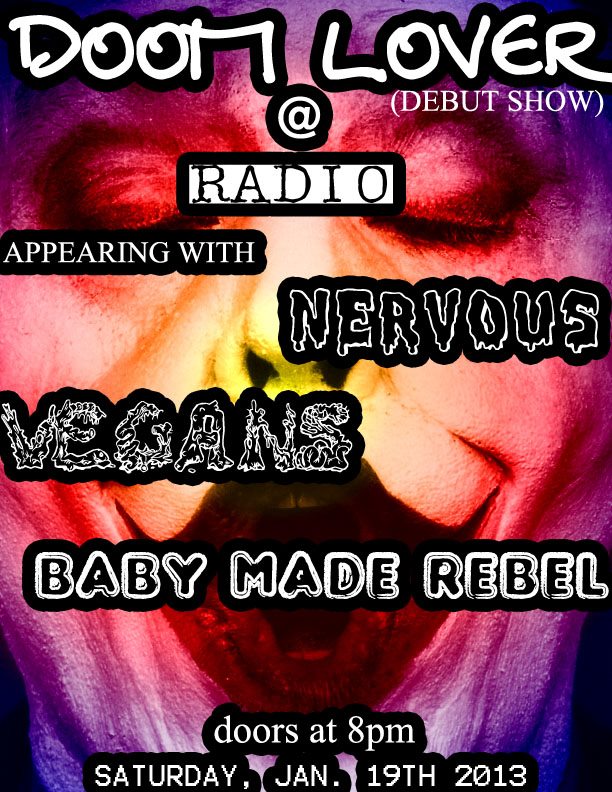 DOOM LOVER
(DEBUT SHOW)
@
RADIO
APPEARING WITH
NERVOUS
VEGANS
BABY MADE REBEL
doors at 8pm
SATURDAY, JAN. 19TH 2013